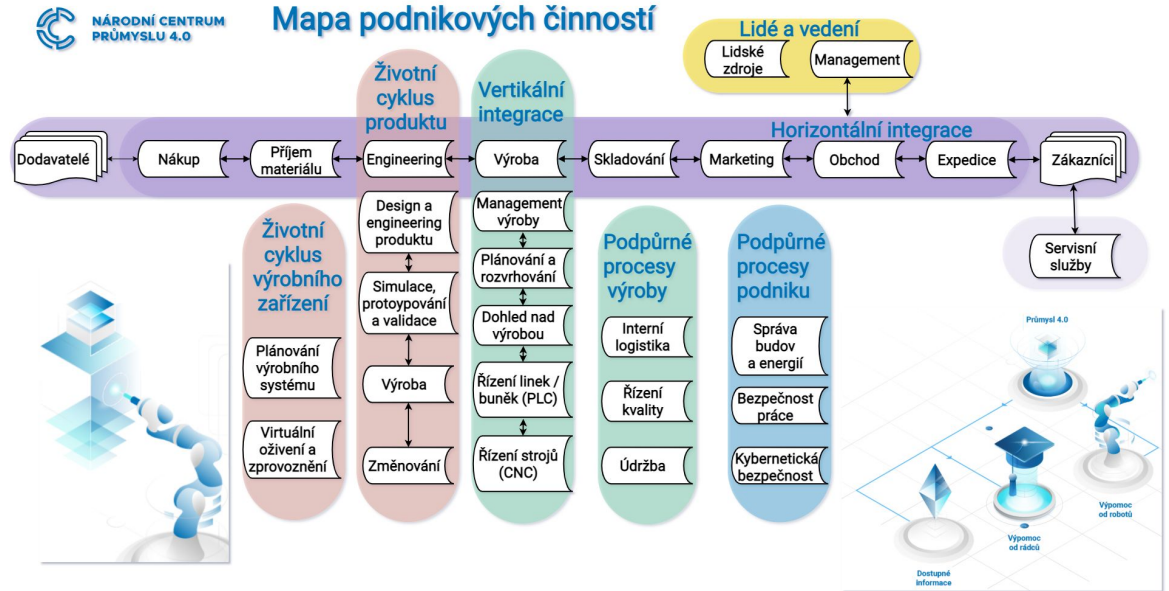 NÁRODNÍ CENTRUM
PRŮMYSLU 4.0
Mapa podnikových činností
Lidé a vedení
Lidské
zdroje
Management
Životní
cyklus
produktu
Vertikální
integrace
Horizontální integrace
Dodavatelé
Nákup
Příjem
materiálu
Engineering
Výroba
Skladování
Marketing
Obchod
Expedice
Zákazníci
Servisní
služby
Životní
cyklus
výrobního
zařízení
Plánování
výrobního
systému
Virtuální
oživení a
zprovoznění
Design a
engineering
produktu
Simulace,
protoypování
a validace
Výroba
Změnování
Management
výroby
Plánování a
rozvrhování
Dohled nad
výrobou
Řízení linek /
buněk (PLC)
Řízení strojů
(CNC)
Podpůrné
procesy
výroby
Interní
logistika
Řízení
kvality
Údržba
Podpůrné
procesy
podniku
Správa
budov
a energií
Bezpečnost
práce
Kybernetická
bezpečnost
Průmysl 4.0
Výpomoc
od robotů
Výpomoc
od rádců
Dostupné
informace